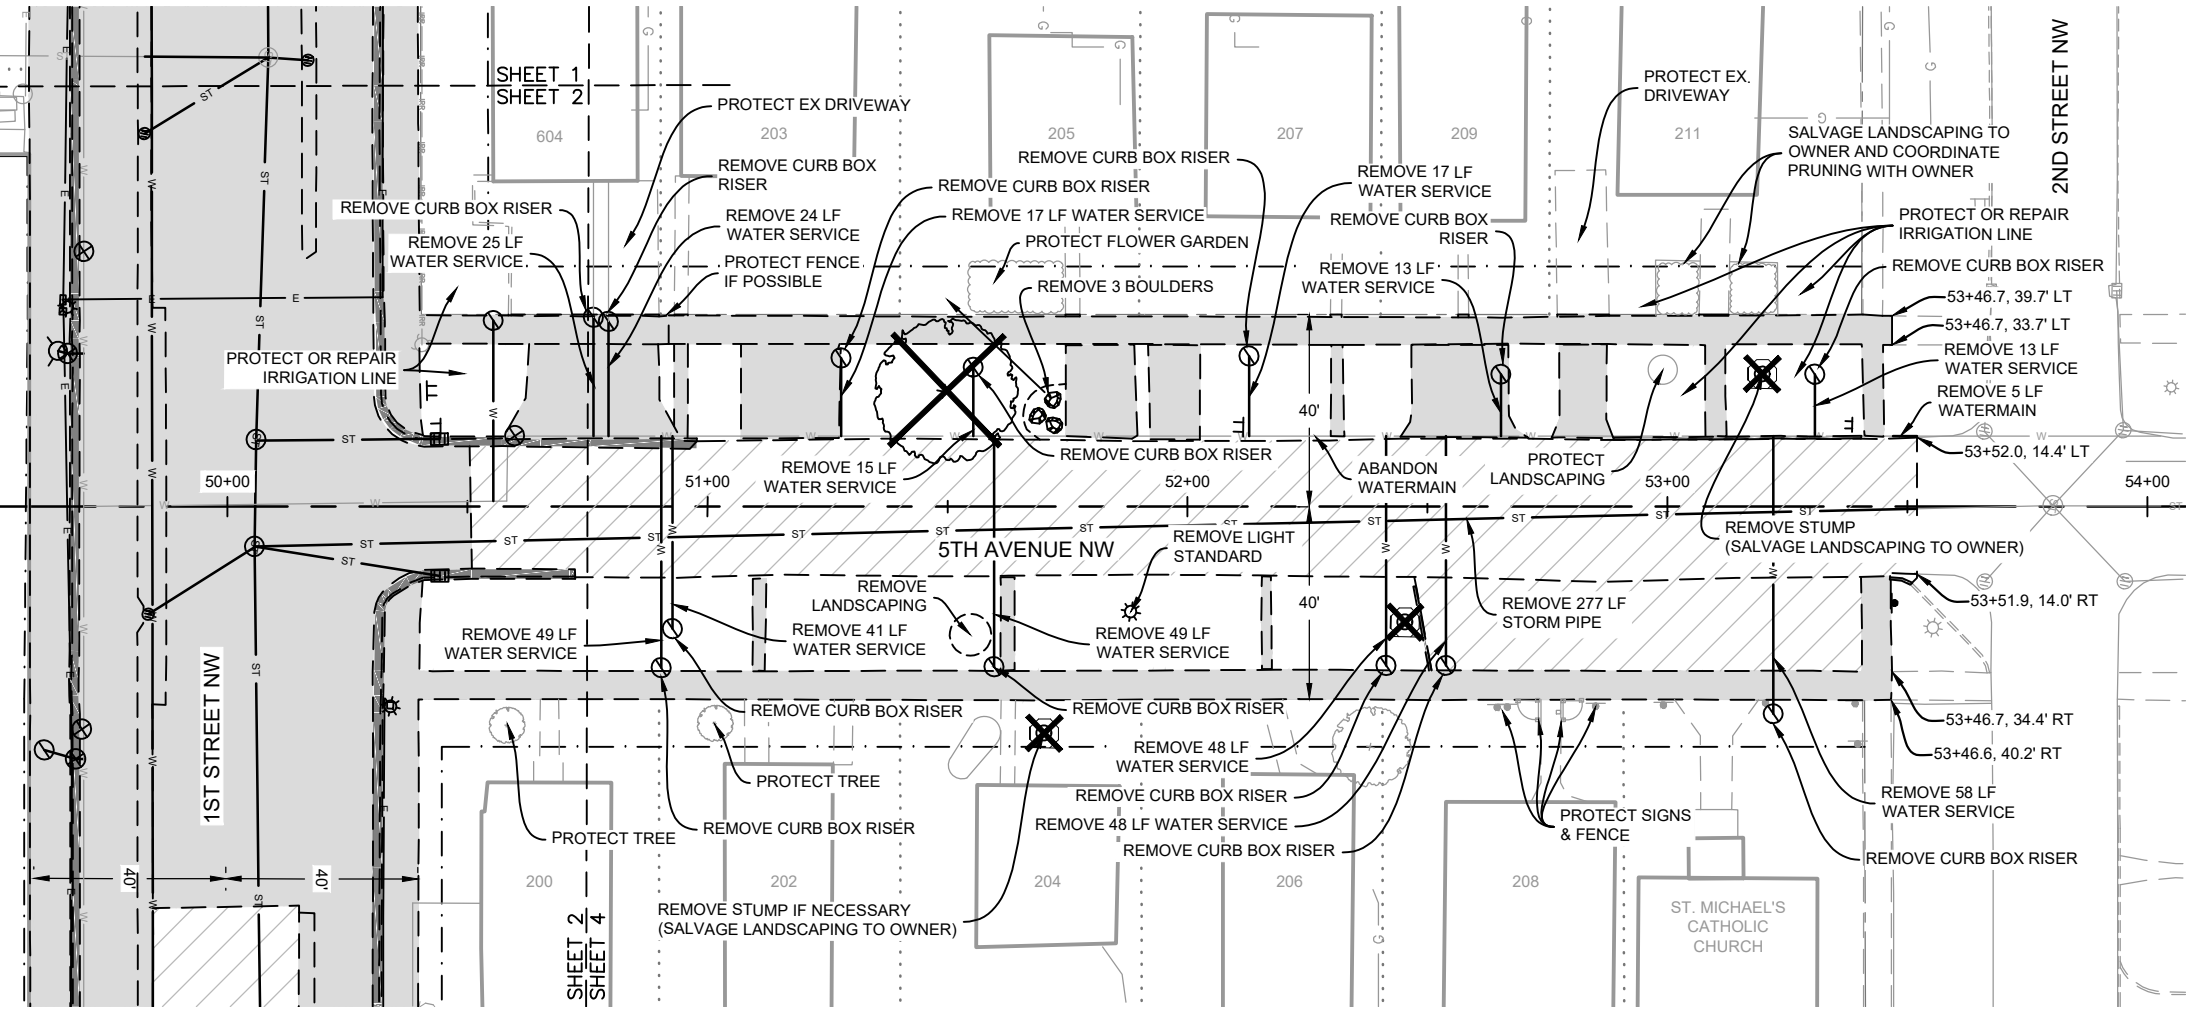 SHEET 1
SHEET 2
604
203
205
207
209
211
PROTECT EX DRIVEWAY
PROTECT EX.
DRIVEWAY
2ND STREET NW
REMOVE CURB BOX
RISER
REMOVE CURB BOX RISER
REMOVE CURB BOX RISER
REMOVE 17 LF
WATER SERVICE
SALVAGE LANDSCAPING TO
OWNER AND COORDINATE
PRUNING WITH OWNER
REMOVE CURB BOX RISER
REMOVE 24 LF
WATER SERVICE
REMOVE 17 LF WATER SERVICE
REMOVE CURB BOX
RISER
PROTECT OR REPAIR
IRRIGATION LINE
REMOVE 25 LF
WATER SERVICE
PROTECT FLOWER GARDEN
PROTECT FENCE
IF POSSIBLE
REMOVE 3 BOULDERS
REMOVE 13 LF
WATER SERVICE
REMOVE CURB BOX RISER
53+46.7, 39.7' LT
53+46.7, 33.7' LT
PROTECT OR REPAIR
IRRIGATION LINE
REMOVE 13 LF
WATER SERVICE
REMOVE 5 LF
WATERMAIN
40'
53+52.0, 14.4' LT
REMOVE 15 LF
WATER SERVICE
REMOVE CURB BOX RISER
ABANDON
WATERMAIN
PROTECT
LANDSCAPING
50+00
51+00
52+00
53+00
54+00
5TH AVENUE NW
REMOVE LIGHT
STANDARD
REMOVE STUMP
(SALVAGE LANDSCAPING TO OWNER)
REMOVE
LANDSCAPING
40'
REMOVE 277 LF
STORM PIPE
53+51.9, 14.0' RT
REMOVE 49 LF
WATER SERVICE
REMOVE 41 LF
WATER SERVICE
REMOVE 49 LF
WATER SERVICE
1ST STREET NW
REMOVE CURB BOX RISER
REMOVE CURB BOX RISER
53+46.7, 34.4' RT
53+46.6, 40.2' RT
REMOVE 48 LF
WATER SERVICE
PROTECT TREE
REMOVE CURB BOX RISER
REMOVE 58 LF
WATER SERVICE
PROTECT TREE
REMOVE CURB BOX RISER
REMOVE 48 LF WATER SERVICE
PROTECT SIGNS
& FENCE
REMOVE CURB BOX RISER
REMOVE CURB BOX RISER
40'
40'
200
202
204
206
208
REMOVE STUMP IF NECESSARY
(SALVAGE LANDSCAPING TO OWNER)
SHEET 2
SHEET 4
ST. MICHAEL'S
CATHOLIC
CHURCH